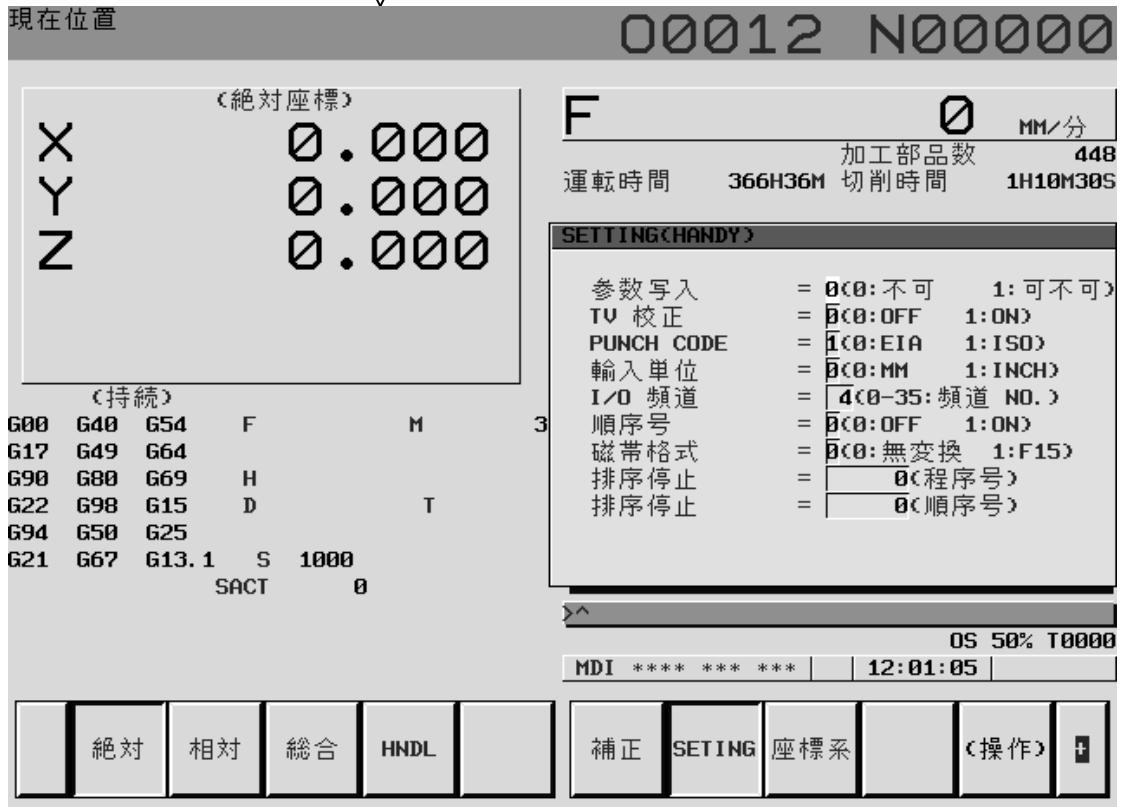 現在位置
O0012 N00000
(絶対座標)
X 0.000
Y 0.000
Z 0.000
F 0 MM/分
加工部品数 448
運転時間 366H36M 切削時間 1H10M30S
SETTING(HANDY)
参数写入 = 0(0:不可 1:可不可)
TV 校正 = 0(0:OFF 1:ON)
PUNCH CODE = 1(0:EIA 1:ISO)
輸入単位 = 0(0:MM 1:INCH)
I/O 頻道 = 4(0-35:頻道 NO.)
順序号 = 0(0:OFF 1:ON)
磁帯格式 = 0(0:無変換 1:F15)
排序停止 = 0(程序号)
排序停止 = 0(順序号)
(持続)
G00 G40 G54 F M 3
G17 G49 G64
G90 G80 G69 H
G22 G98 G15 D T
G94 G50 G25
G21 G67 G13.1 S 1000
SACT 0
>^
OS 50% T0000
MDI **** *** *** 12:01:05
絶対 相対 総合 HNDL 補正 SETING 座標系 (操作) +